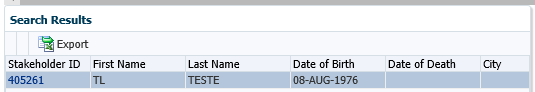 Search Results
Export
Stakeholder ID First Name Last Name Date of Birth Date of Death City
405261 TL TESTE 08-AUG-1976